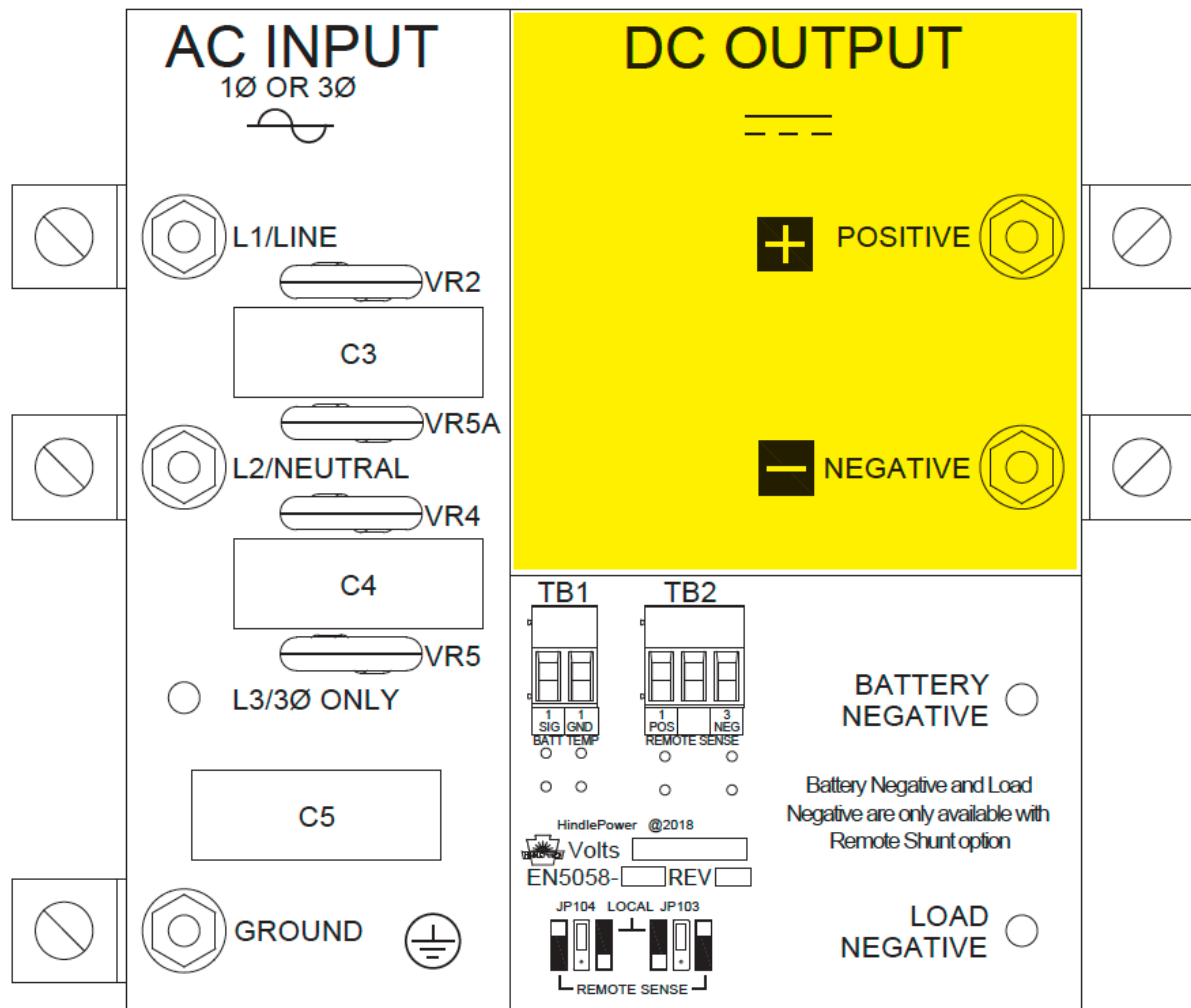 AC INPUT
1Ø OR 3Ø
L1/LINE
VR2
C3
VR5A
L2/NEUTRAL
VR4
C4
VR5
L3/3Ø ONLY
C5
GROUND
DC OUTPUT
+ POSITIVE
− NEGATIVE
TB1 TB2
1 1 1 3
SIG GND POS NEG
BATT TEMP REMOTE SENSE
HindlePower @2018
Volts
EN5058- REV
JP104 LOCAL JP103
REMOTE SENSE
BATTERY
NEGATIVE
Battery Negative and Load
Negative are only available with
Remote Shunt option
LOAD
NEGATIVE